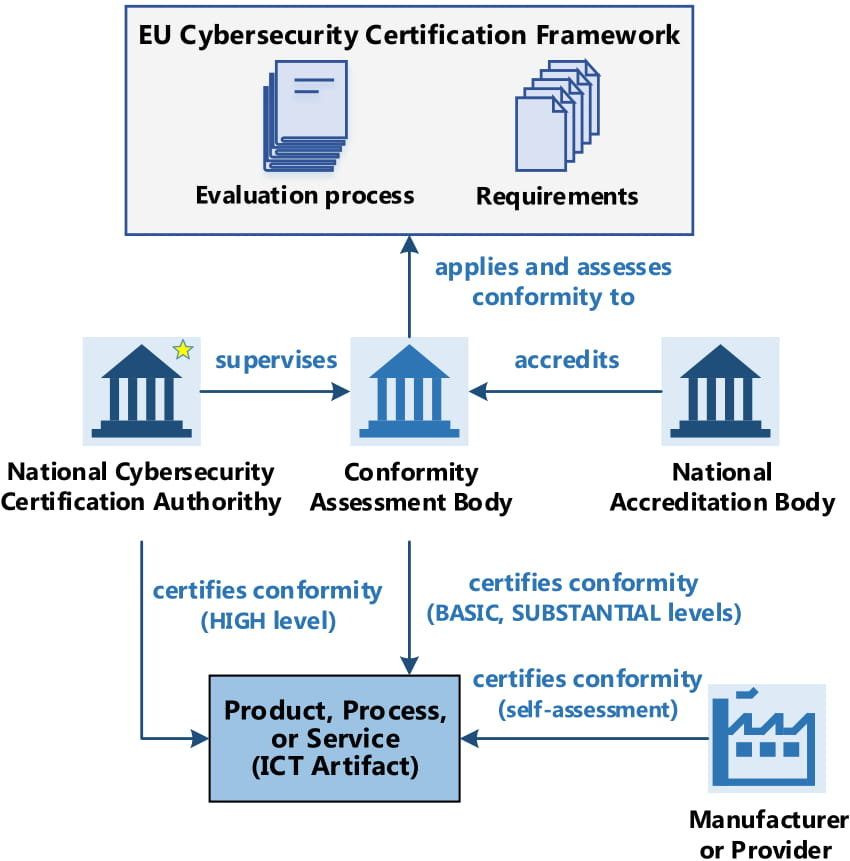 EU Cybersecurity Certification Framework
Evaluation process
Requirements
applies and assesses
conformity to
supervises
accredits
National Cybersecurity
Certification Authorithy
Conformity
Assessment Body
National
Accreditation Body
certifies conformity
(HIGH level)
certifies conformity
(BASIC, SUBSTANTIAL levels)
certifies conformity
(self-assessment)
Product, Process,
or Service
(ICT Artifact)
Manufacturer
or Provider